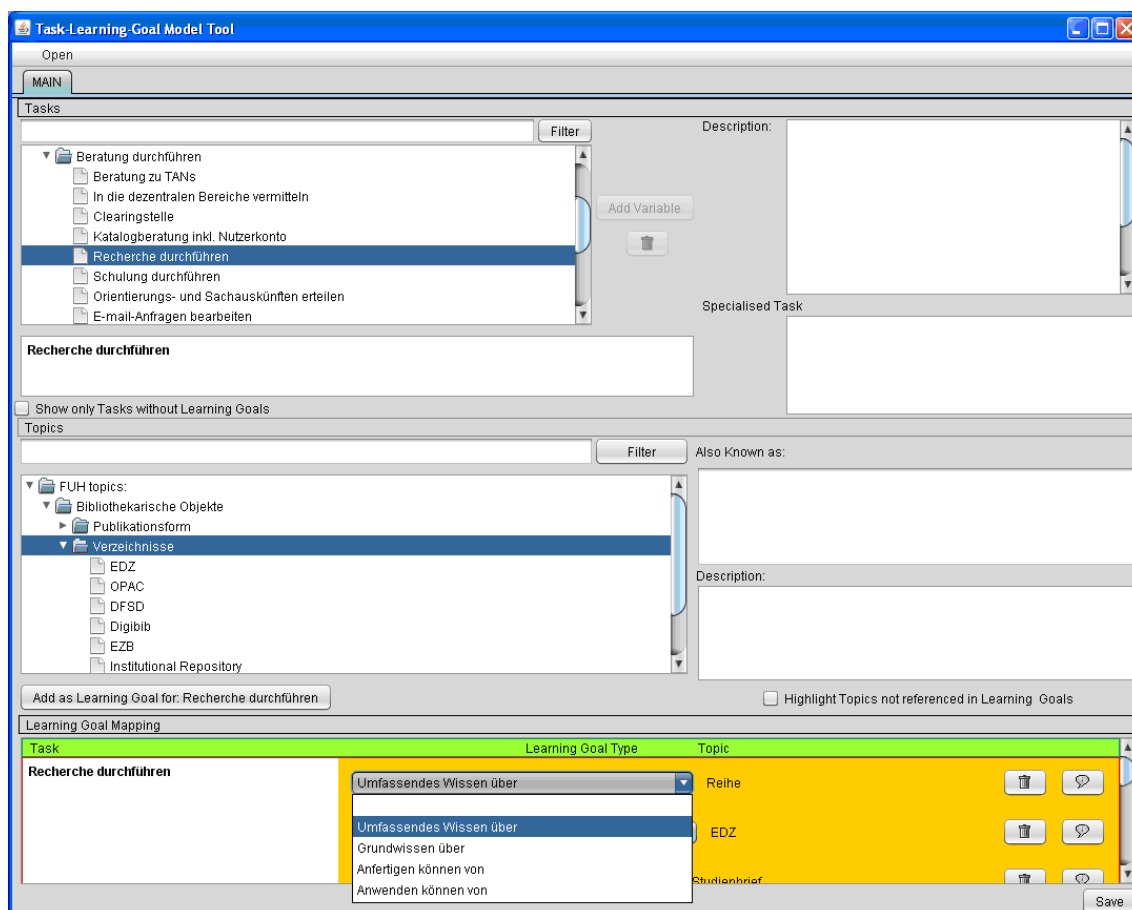 Task-Learning-Goal Model Tool
Open
MAIN
Tasks
Filter
Description:
Beratung durchführen
Beratung zu TANs
In die dezentralen Bereiche vermitteln
Clearingstelle
Katalogberatung inkl. Nutzerkonto
Recherche durchführen
Schulung durchführen
Orientierungs- und Sachauskünften erteilen
E-mail-Anfragen bearbeiten
Add Variable
Specialised Task
Recherche durchführen
Show only Tasks without Learning Goals
Topics
Filter
Also Known as:
FUH topics:
Bibliothekarische Objekte
Publikationsform
Verzeichnisse
EDZ
OPAC
DFSD
Digibib
EZB
Institutional Repository
Description:
Add as Learning Goal for: Recherche durchführen
Highlight Topics not referenced in Learning Goals
Learning Goal Mapping
Task Learning Goal Type Topic
Recherche durchführen
Umfassendes Wissen über Reihe
Umfassendes Wissen über
EDZ
Grundwissen über
Anfertigen können von
Studienbrief
Anwenden können von
Save